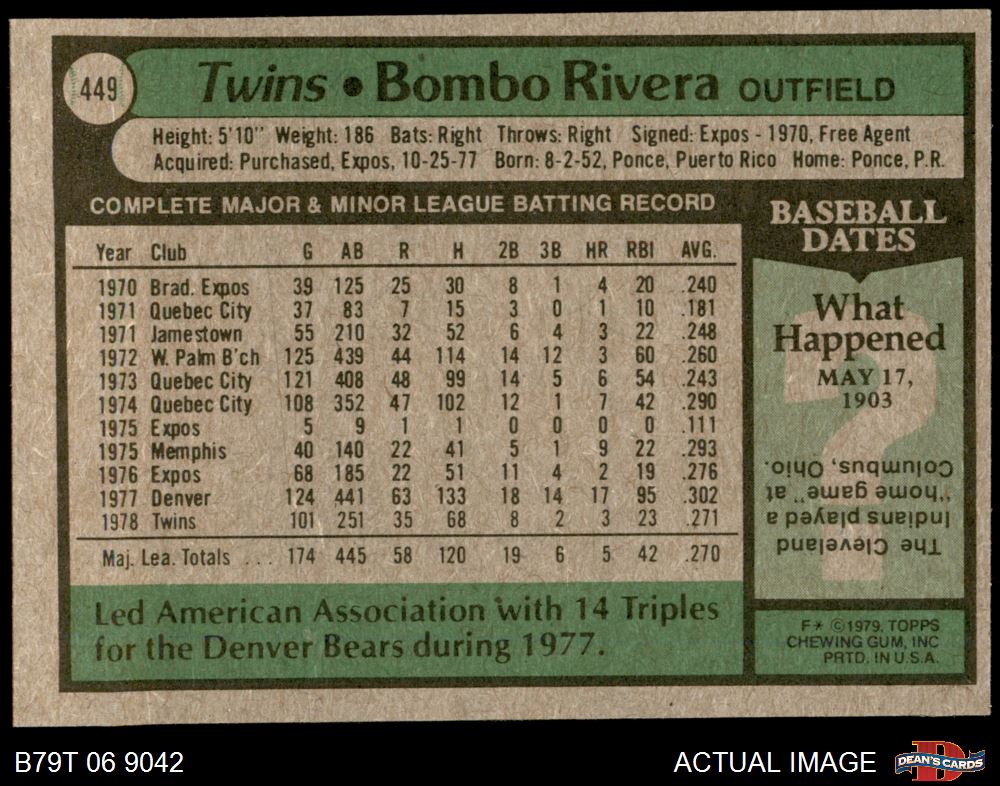 449
Twins • Bombo Rivera OUTFIELD
Height: 5'10" Weight: 186 Bats: Right Throws: Right Signed: Expos - 1970, Free Agent
Acquired: Purchased, Expos, 10-25-77 Born: 8-2-52, Ponce, Puerto Rico Home: Ponce, P.R.
COMPLETE MAJOR & MINOR LEAGUE BATTING RECORD
Year Club G AB R H 2B 3B HR RBI AVG.
1970 Brad. Expos 39 125 25 30 8 1 4 20 .240
1971 Quebec City 37 83 7 15 3 0 1 10 .181
1971 Jamestown 55 210 32 52 6 4 3 22 .248
1972 W. Palm B'ch 125 439 44 114 14 12 3 60 .260
1973 Quebec City 121 408 48 99 14 5 6 54 .243
1974 Quebec City 108 352 47 102 12 1 7 42 .290
1975 Expos 5 9 1 1 0 0 0 0 .111
1975 Memphis 40 140 22 41 5 1 9 22 .293
1976 Expos 68 185 22 51 11 4 2 19 .276
1977 Denver 124 441 63 133 18 14 17 95 .302
1978 Twins 101 251 35 68 8 2 3 23 .271
Maj. Lea. Totals ... 174 445 58 120 19 6 5 42 .270
Led American Association with 14 Triples
for the Denver Bears during 1977.
BASEBALL
DATES
What
Happened
MAY 17,
1903
?
The Cleveland
Indians played a
"home game" at
Columbus, Ohio.
F* ©1979, TOPPS
CHEWING GUM, INC
PRTD. IN U.S.A.
B79T 06 9042
ACTUAL IMAGE
D
DEAN'S CARDS